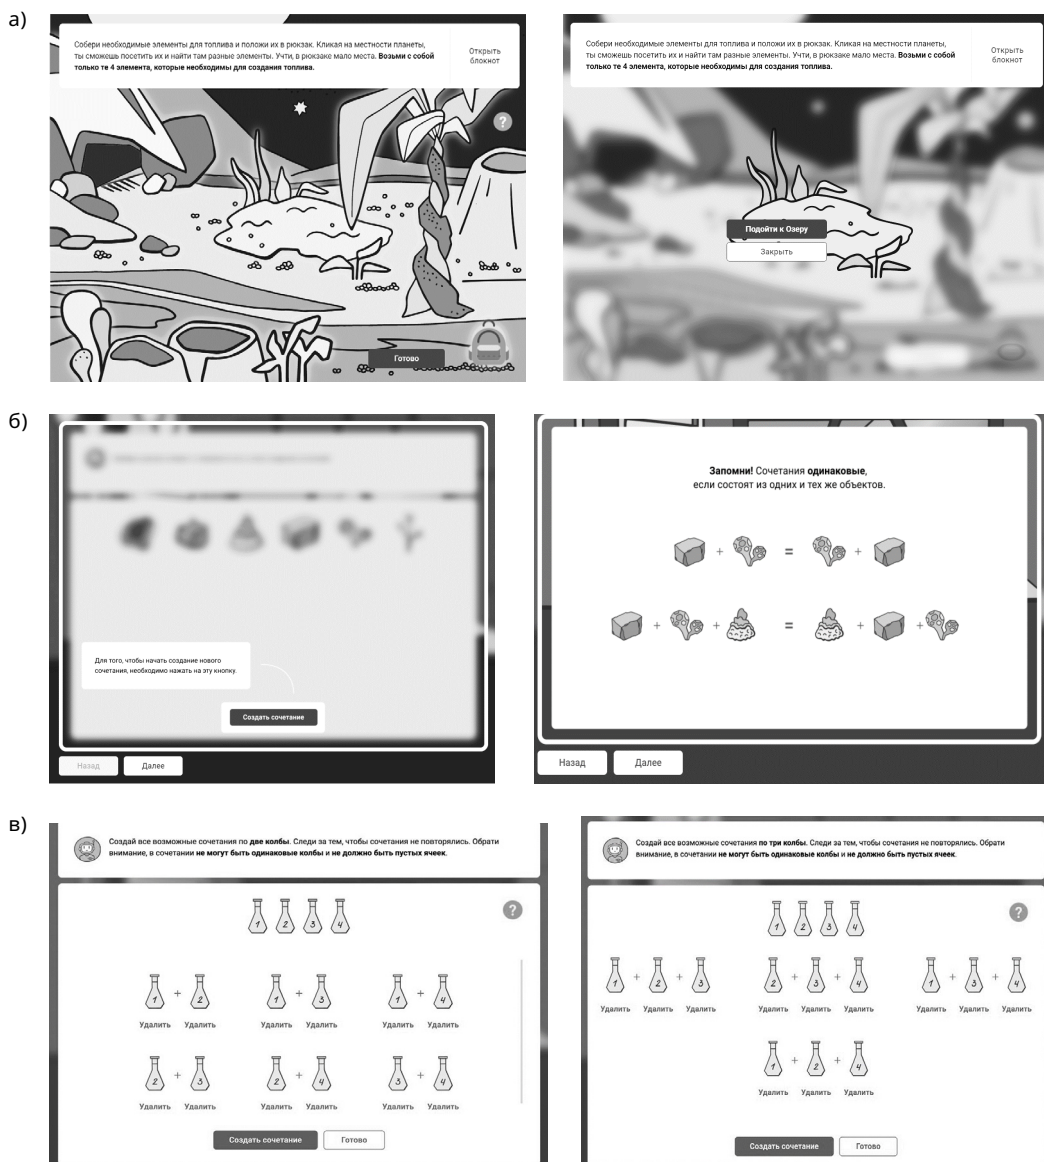 а)
Собери необходимые элементы для топлива и положи их в рюкзак. Кликая на местности планеты,
ты сможешь посетить их и найти там разные элементы. Учти, в рюкзаке мало места. Возьми с собой
только те 4 элемента, которые необходимы для создания топлива.
Открыть
блокнот
?
Готово
Собери необходимые элементы для топлива и положи их в рюкзак. Кликая на местности планеты,
ты сможешь посетить их и найти там разные элементы. Учти, в рюкзаке мало места. Возьми с собой
только те 4 элемента, которые необходимы для создания топлива.
Открыть
блокнот
Подойти к Озеру
Закрыть
б)
Для того, чтобы начать создание нового
сочетания, необходимо нажать на эту кнопку.
Создать сочетание
Назад Далее
Запомни! Сочетания одинаковые,
если состоят из одних и тех же объектов.
+ = +
+ + = + +
Назад Далее
в)
Создай все возможные сочетания по две колбы. Следи за тем, чтобы сочетания не повторялись. Обрати
внимание, в сочетании не могут быть одинаковые колбы и не должно быть пустых ячеек.
?
1 2 3 4
1 + 2 1 + 3 1 + 4
Удалить Удалить Удалить Удалить Удалить Удалить
2 + 3 2 + 4 3 + 4
Удалить Удалить Удалить Удалить Удалить Удалить
Создать сочетание Готово
Создай все возможные сочетания по три колбы. Следи за тем, чтобы сочетания не повторялись. Обрати
внимание, в сочетании не могут быть одинаковые колбы и не должно быть пустых ячеек.
?
1 2 3 4
1 + 2 + 3 2 + 3 + 4 1 + 3 + 4
Удалить Удалить Удалить Удалить Удалить Удалить Удалить Удалить Удалить
1 + 2 + 4
Удалить Удалить Удалить
Создать сочетание Готово